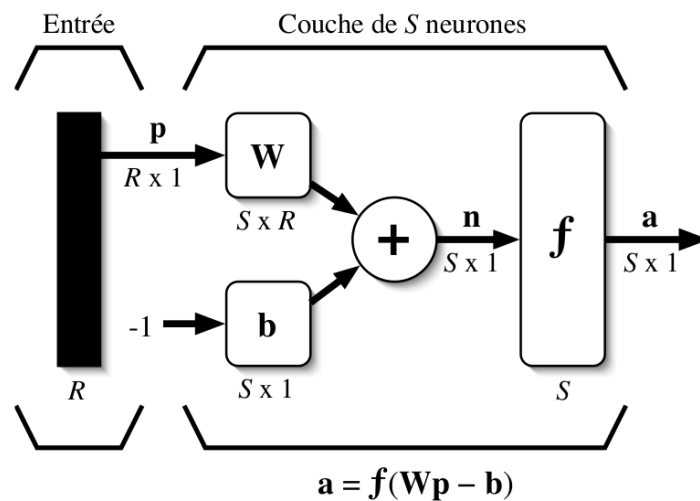 Entrée
Couche de S neurones
p
R x 1
W
S x R
+
n
S x 1
f
a
S x 1
-1
b
S x 1
R
S
a = f(Wp – b)